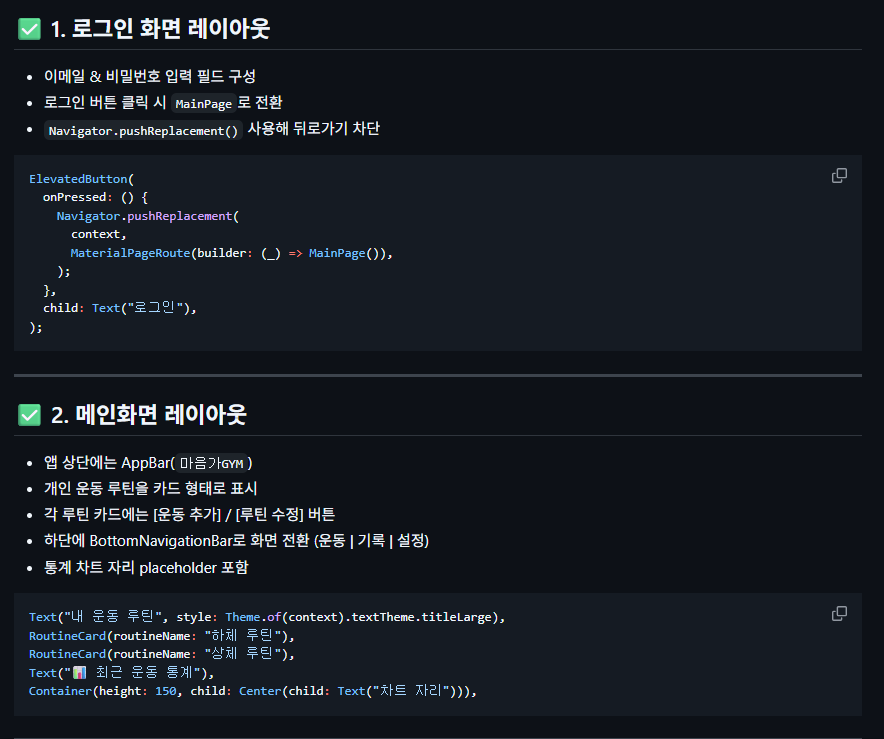 ✅ 1. 로그인 화면 레이아웃
• 이메일 & 비밀번호 입력 필드 구성
• 로그인 버튼 클릭 시 MainPage 로 전환
• Navigator.pushReplacement() 사용해 뒤로가기 차단
ElevatedButton(
  onPressed: () {
    Navigator.pushReplacement(
      context,
      MaterialPageRoute(builder: (_) => MainPage()),
    );
  },
  child: Text("로그인"),
);
✅ 2. 메인화면 레이아웃
• 앱 상단에는 AppBar( 마음가GYM )
• 개인 운동 루틴을 카드 형태로 표시
• 각 루틴 카드에는 [운동 추가] / [루틴 수정] 버튼
• 하단에 BottomNavigationBar로 화면 전환 (운동 | 기록 | 설정)
• 통계 차트 자리 placeholder 포함
Text("내 운동 루틴", style: Theme.of(context).textTheme.titleLarge),
RoutineCard(routineName: "하체 루틴"),
RoutineCard(routineName: "상체 루틴"),
Text("📊 최근 운동 통계"),
Container(height: 150, child: Center(child: Text("차트 자리"))),